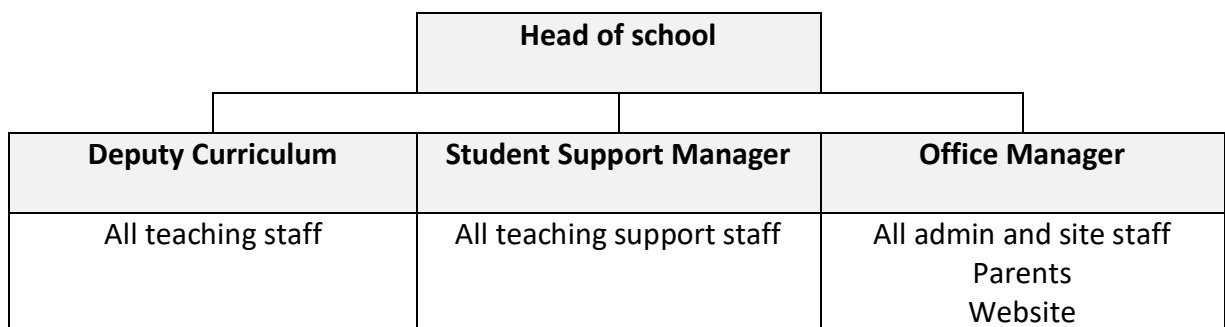 Head of school
Deputy Curriculum
Student Support Manager
Office Manager
All teaching staff
All teaching support staff
All admin and site staff
Parents
Website